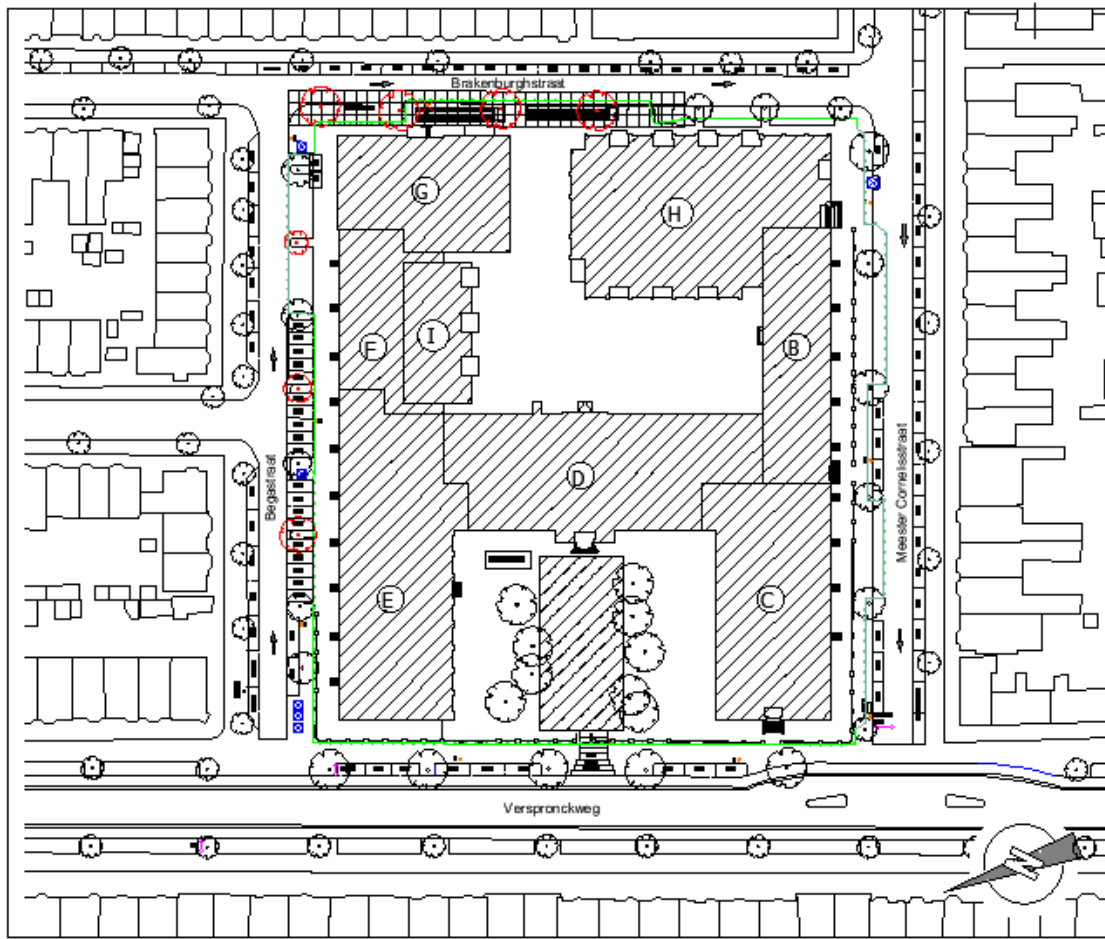 Brakenburghstraat
G
H
I
F
B
Begastraat
Meester Cornelisstraat
D
E
C
Verspronckweg
N